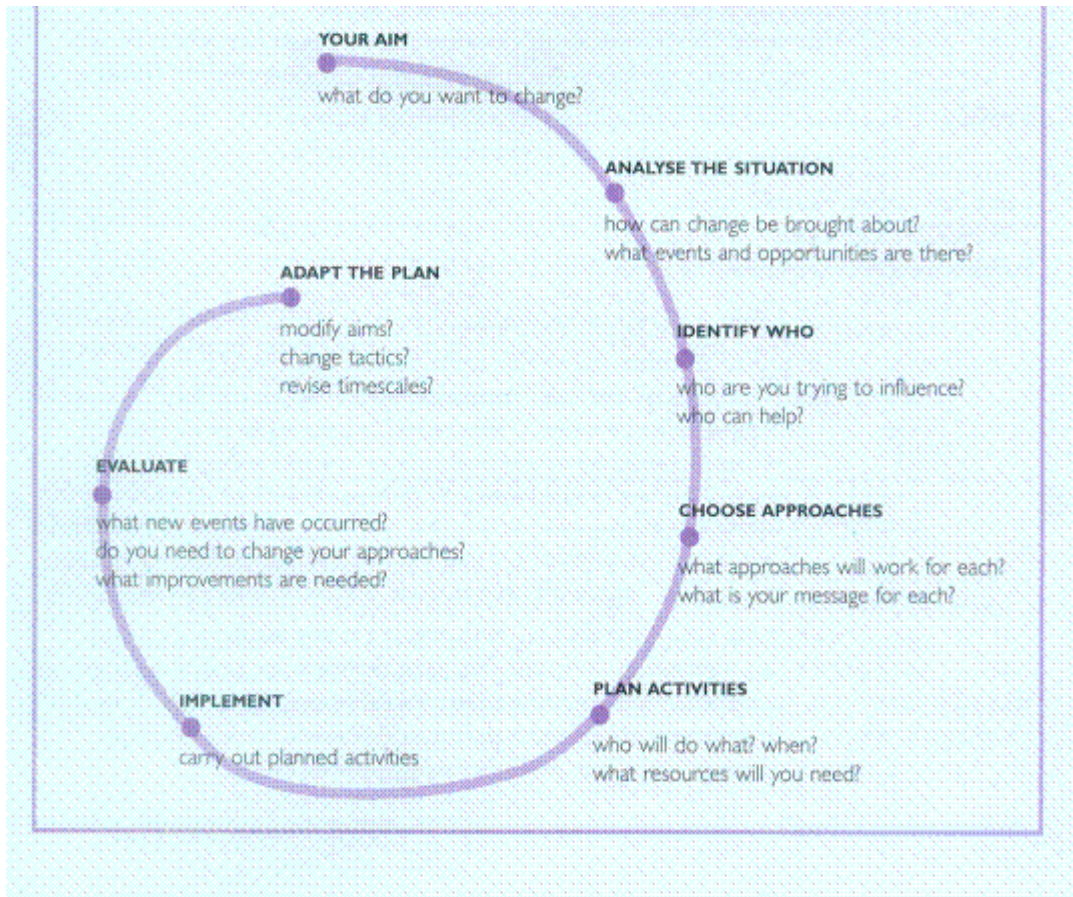 YOUR AIM
what do you want to change?
ANALYSE THE SITUATION
how can change be brought about?
what events and opportunities are there?
IDENTIFY WHO
who are you trying to influence?
who can help?
CHOOSE APPROACHES
what approaches will work for each?
what is your message for each?
PLAN ACTIVITIES
who will do what? when?
what resources will you need?
IMPLEMENT
carry out planned activities
EVALUATE
what new events have occurred?
do you need to change your approaches?
what improvements are needed?
ADAPT THE PLAN
modify aims?
change tactics?
revise timescales?